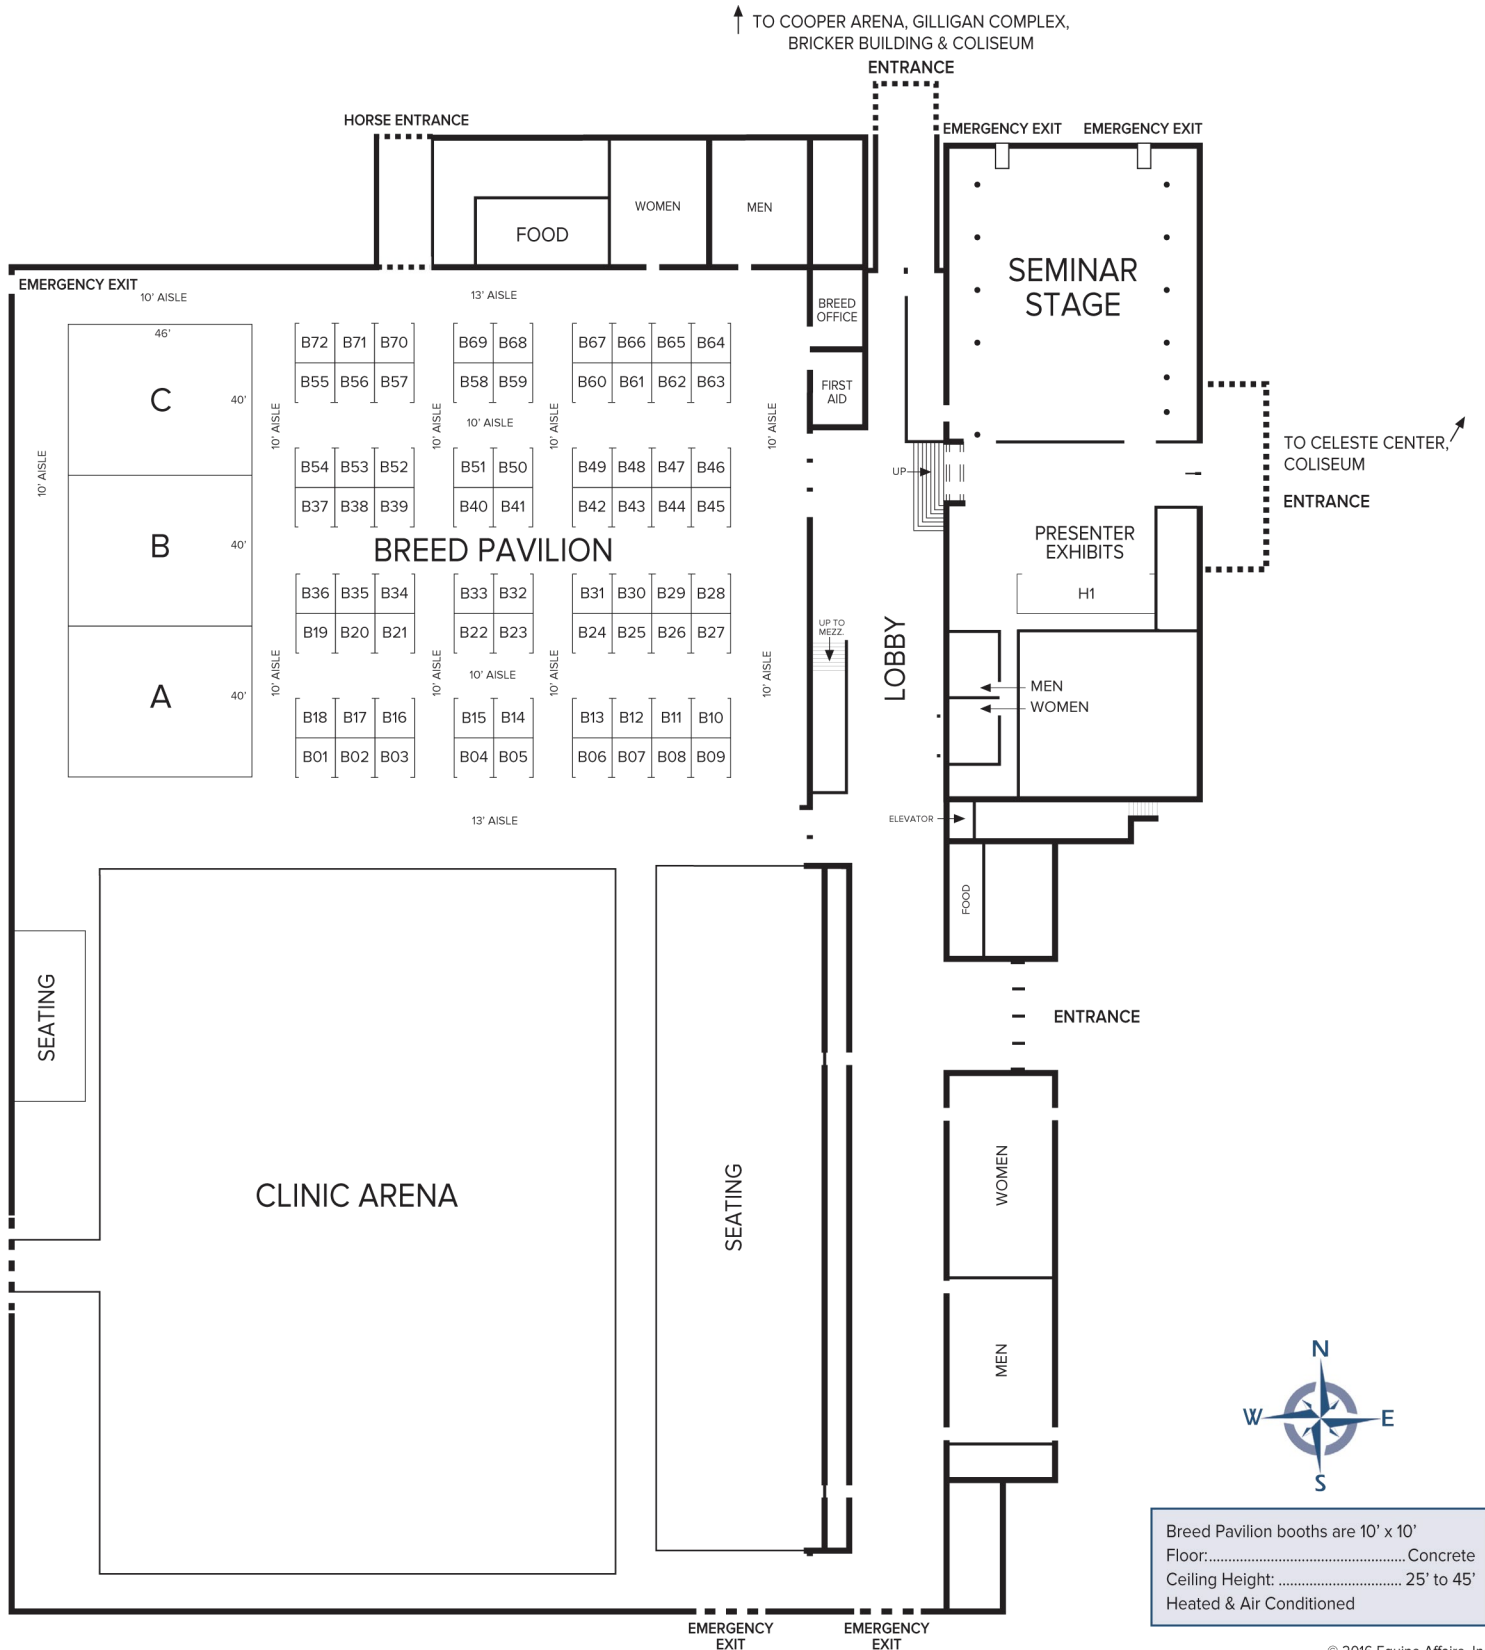 TO COOPER ARENA, GILLIGAN COMPLEX,
BRICKER BUILDING & COLISEUM
ENTRANCE
HORSE ENTRANCE
EMERGENCY EXIT
EMERGENCY EXIT
WOMEN
MEN
FOOD
SEMINAR
STAGE
EMERGENCY EXIT
10’ AISLE
13’ AISLE
BREED
OFFICE
46’
C
40’
B72 B71 B70 B69 B68 B67 B66 B65 B64
B55 B56 B57 B58 B59 B60 B61 B62 B63
FIRST
AID
10’ AISLE
10’ AISLE
10’ AISLE
10’ AISLE
10’ AISLE
10’ AISLE
TO CELESTE CENTER,
COLISEUM
ENTRANCE
B54 B53 B52 B51 B50 B49 B48 B47 B46
B37 B38 B39 B40 B41 B42 B43 B44 B45
UP
B
40’
BREED PAVILION
PRESENTER
EXHIBITS
H1
B36 B35 B34 B33 B32 B31 B30 B29 B28
B19 B20 B21 B22 B23 B24 B25 B26 B27
UP TO
MEZZ.
LOBBY
10’ AISLE
10’ AISLE
10’ AISLE
10’ AISLE
10’ AISLE
A
40’
MEN
WOMEN
B18 B17 B16 B15 B14 B13 B12 B11 B10
B01 B02 B03 B04 B05 B06 B07 B08 B09
13’ AISLE
ELEVATOR
FOOD
SEATING
ENTRANCE
CLINIC ARENA
SEATING
WOMEN
MEN
N
W
E
S
Breed Pavilion booths are 10’ x 10’
Floor:.................................................Concrete
Ceiling Height: ............................... 25’ to 45’
Heated & Air Conditioned
EMERGENCY
EXIT
EMERGENCY
EXIT
© 2016 Equine Affaire, In